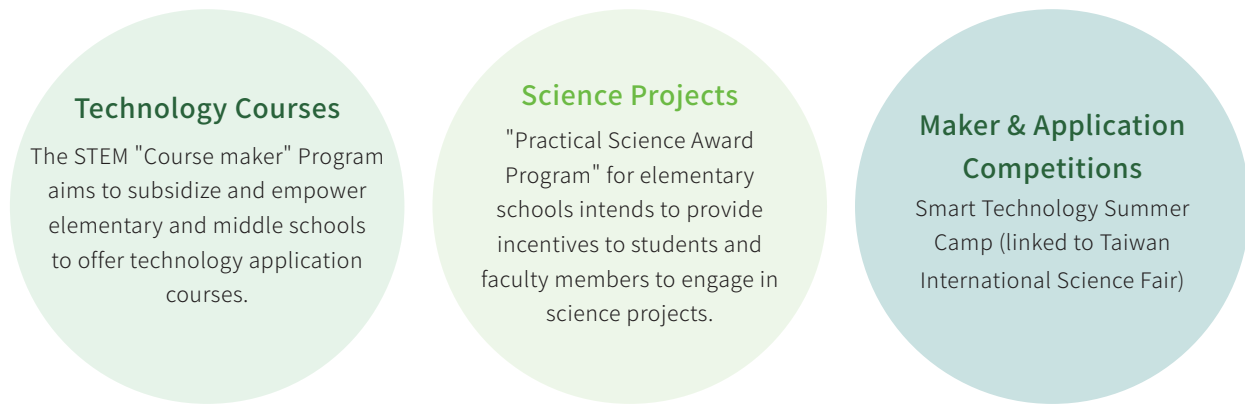 Technology Courses
The STEM "Course maker" Program
aims to subsidize and empower
elementary and middle schools
to offer technology application
courses.
Science Projects
"Practical Science Award
Program" for elementary
schools intends to provide
incentives to students and
faculty members to engage in
science projects.
Maker & Application
Competitions
Smart Technology Summer
Camp (linked to Taiwan
International Science Fair)